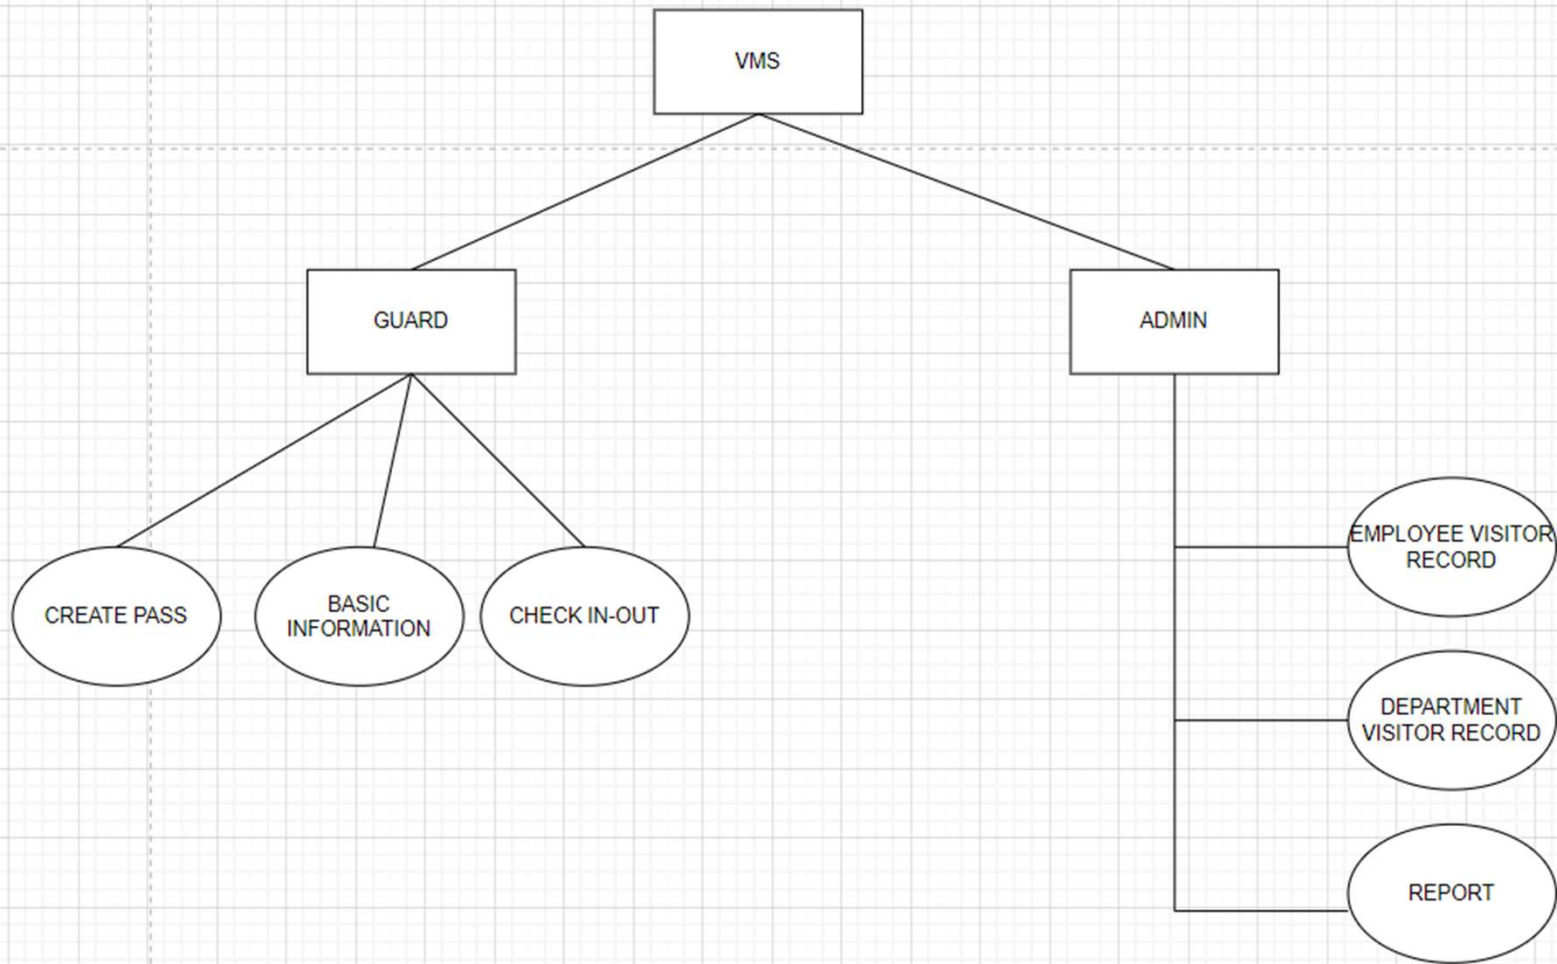 VMS
GUARD
ADMIN
CREATE PASS
BASIC
INFORMATION
CHECK IN-OUT
EMPLOYEE VISITOR
RECORD
DEPARTMENT
VISITOR RECORD
REPORT